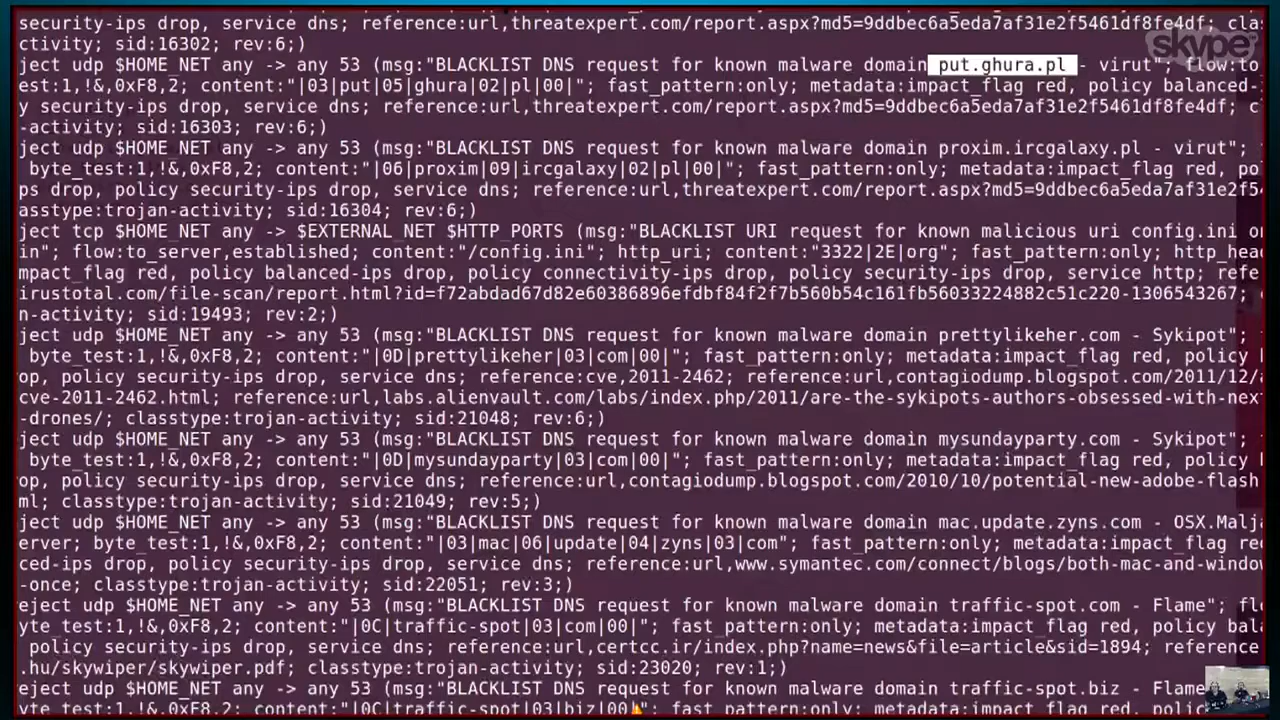 security-ips drop, service dns; reference:url,threatexpert.com/report.aspx?md5=9ddbec6a5eda7af31e2f5461df8fe4df; clas
skype
ctivity; sid:16302; rev:6;)
ject udp $HOME_NET any -> any 53 (msg:"BLACKLIST DNS request for known malware domain put.ghura.pl - virut"; flow:to
est:1,!&,0xF8,2; content:"|03|put|05|ghura|02|pl|00|"; fast_pattern:only; metadata:impact_flag red, policy balanced-
y security-ips drop, service dns; reference:url,threatexpert.com/report.aspx?md5=9ddbec6a5eda7af31e2f5461df8fe4df; c
-activity; sid:16303; rev:6;)
ject udp $HOME_NET any -> any 53 (msg:"BLACKLIST DNS request for known malware domain proxim.ircgalaxy.pl - virut";
byte_test:1,!&,0xF8,2; content:"|06|proxim|09|ircgalaxy|02|pl|00|"; fast_pattern:only; metadata:impact_flag red, po
ps drop, policy security-ips drop, service dns; reference:url,threatexpert.com/report.aspx?md5=9ddbec6a5eda7af31e2f5
asstype:trojan-activity; sid:16304; rev:6;)
ject tcp $HOME_NET any -> $EXTERNAL_NET $HTTP_PORTS (msg:"BLACKLIST URI request for known malicious uri config.ini o
in"; flow:to_server,established; content:"/config.ini"; http_uri; content:"3322|2E|org"; fast_pattern:only; http_hea
mpact_flag red, policy balanced-ips drop, policy connectivity-ips drop, policy security-ips drop, service http; refe
irustotal.com/file-scan/report.html?id=f72abdad67d82e60386896efdbf84f2f7b560b54c161fb56033224882c51c220-1306543267;
n-activity; sid:19493; rev:2;)
ject udp $HOME_NET any -> any 53 (msg:"BLACKLIST DNS request for known malware domain prettylikeher.com - Sykipot";
byte_test:1,!&,0xF8,2; content:"|0D|prettylikeher|03|com|00|"; fast_pattern:only; metadata:impact_flag red, policy
op, policy security-ips drop, service dns; reference:cve,2011-2462; reference:url,contagiodump.blogspot.com/2011/12/
cve-2011-2462.html; reference:url,labs.alienvault.com/labs/index.php/2011/are-the-sykipots-authors-obsessed-with-nex
-drones/; classtype:trojan-activity; sid:21048; rev:6;)
ject udp $HOME_NET any -> any 53 (msg:"BLACKLIST DNS request for known malware domain mysundayparty.com - Sykipot";
byte_test:1,!&,0xF8,2; content:"|0D|mysundayparty|03|com|00|"; fast_pattern:only; metadata:impact_flag red, policy
op, policy security-ips drop, service dns; reference:url,contagiodump.blogspot.com/2010/10/potential-new-adobe-flash
ml; classtype:trojan-activity; sid:21049; rev:5;)
ject udp $HOME_NET any -> any 53 (msg:"BLACKLIST DNS request for known malware domain mac.update.zyns.com - OSX.Malj
erver; byte_test:1,!&,0xF8,2; content:"|03|mac|06|update|04|zyns|03|com"; fast_pattern:only; metadata:impact_flag re
ced-ips drop, policy security-ips drop, service dns; reference:url,www.symantec.com/connect/blogs/both-mac-and-window
-once; classtype:trojan-activity; sid:22051; rev:3;)
eject udp $HOME_NET any -> any 53 (msg:"BLACKLIST DNS request for known malware domain traffic-spot.com - Flame"; flo
yte_test:1,!&,0xF8,2; content:"|0C|traffic-spot|03|com|00|"; fast_pattern:only; metadata:impact_flag red, policy bala
policy security-ips drop, service dns; reference:url,certcc.ir/index.php?name=news&file=article&sid=1894; reference
.hu/skywiper/skywiper.pdf; classtype:trojan-activity; sid:23020; rev:1;)
eject udp $HOME_NET any -> any 53 (msg:"BLACKLIST DNS request for known malware domain traffic-spot.biz - Flame
yte_test:1,!&,0xF8,2; content:"|0C|traffic-spot|03|biz|00|"; fast_pattern:only; metadata:impact_flag red, policy